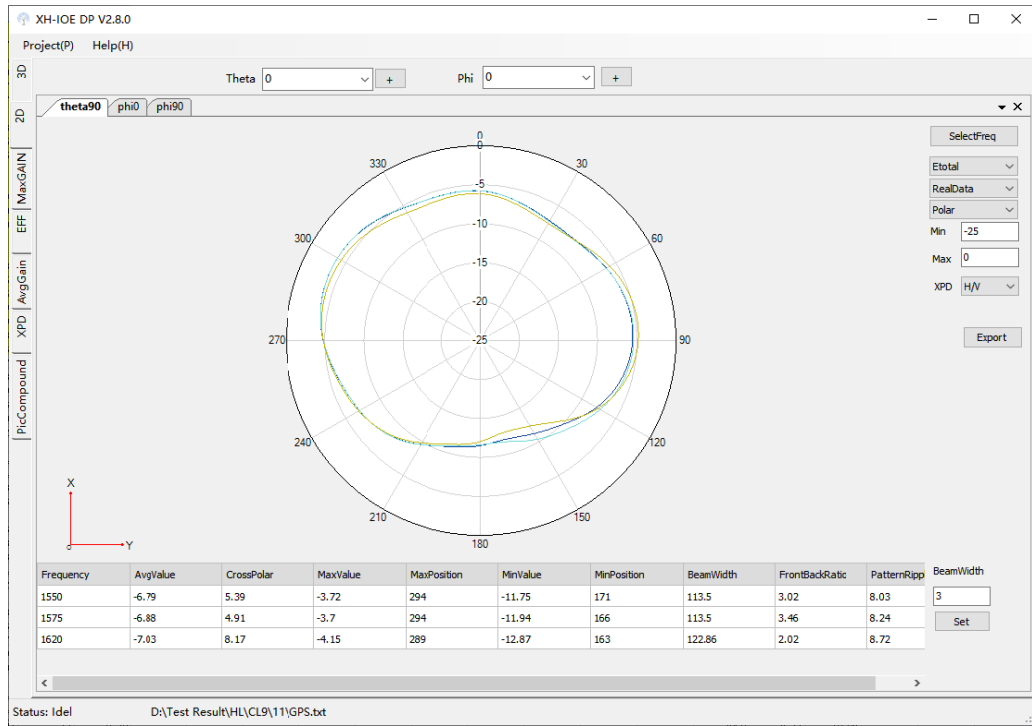 XH-IOE DP V2.8.0
Project(P) Help(H)
Theta 0 + Phi 0 +
3D
2D
MaxGAIN
EFF
AvgGain
XPD
PicCompound
theta90 phi0 phi90
SelectFreq
Etotal
RealData
Polar
Min -25
Max 0
XPD H/V
Export
0
0
330
30
-5
-10
300
60
-15
-20
270
-25
90
240
120
210
150
180
X
o
Y
Frequency AvgValue CrossPolar MaxValue MaxPosition MinValue MinPosition BeamWidth FrontBackRatic PatternRipp
1550 -6.79 5.39 -3.72 294 -11.75 171 113.5 3.02 8.03
1575 -6.88 4.91 -3.7 294 -11.94 166 113.5 3.46 8.24
1620 -7.03 8.17 -4.15 289 -12.87 163 122.86 2.02 8.72
BeamWidth
3
Set
Status: Idel D:\Test Result\HL\CL9\11\GPS.txt